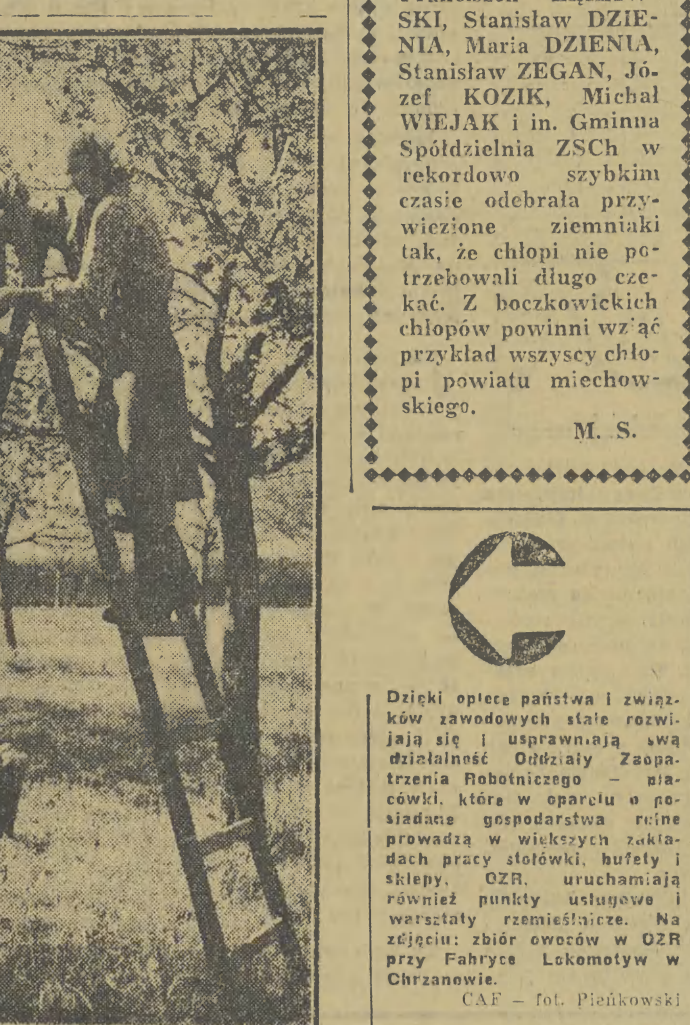 SKI, Stanisław DZIE-
NIA, Maria DZIENIA,
Stanisław ZEGAN, Jó-
zef KOZIK, Michał
WIEJAK i in. Gminna
Spółdzielnia ZSCh w
rekordowo szybkim
czasie odebrała przy-
wiezione ziemniaki
tak, że chłopi nie po-
trzebowali długo cze-
kać. Z boczkowickich
chłopów powinni wz'ąć
przykład wszyscy chło-
pi powiatu miechow-
skiego.
M. S.
Dzięki opiece państwa i związ-
ków zawodowych stale rozwi-
jają się i usprawniają swą
działalność Oddziały Zaopa-
trzenia Robotniczego — pla-
cówki, które w oparciu o po-
siadane gospodarstwa rolne
prowadzą w większych zakła-
dach pracy stołówki, bufety i
sklepy. OZR. uruchamiają
również punkty usługowe i
warsztaty rzemieślnicze. Na
zdjęciu: zbiór owoców w OZR
przy Fabryce Lokomotyw w
Chrzanowie.
CAF — fot. Pieńkowski